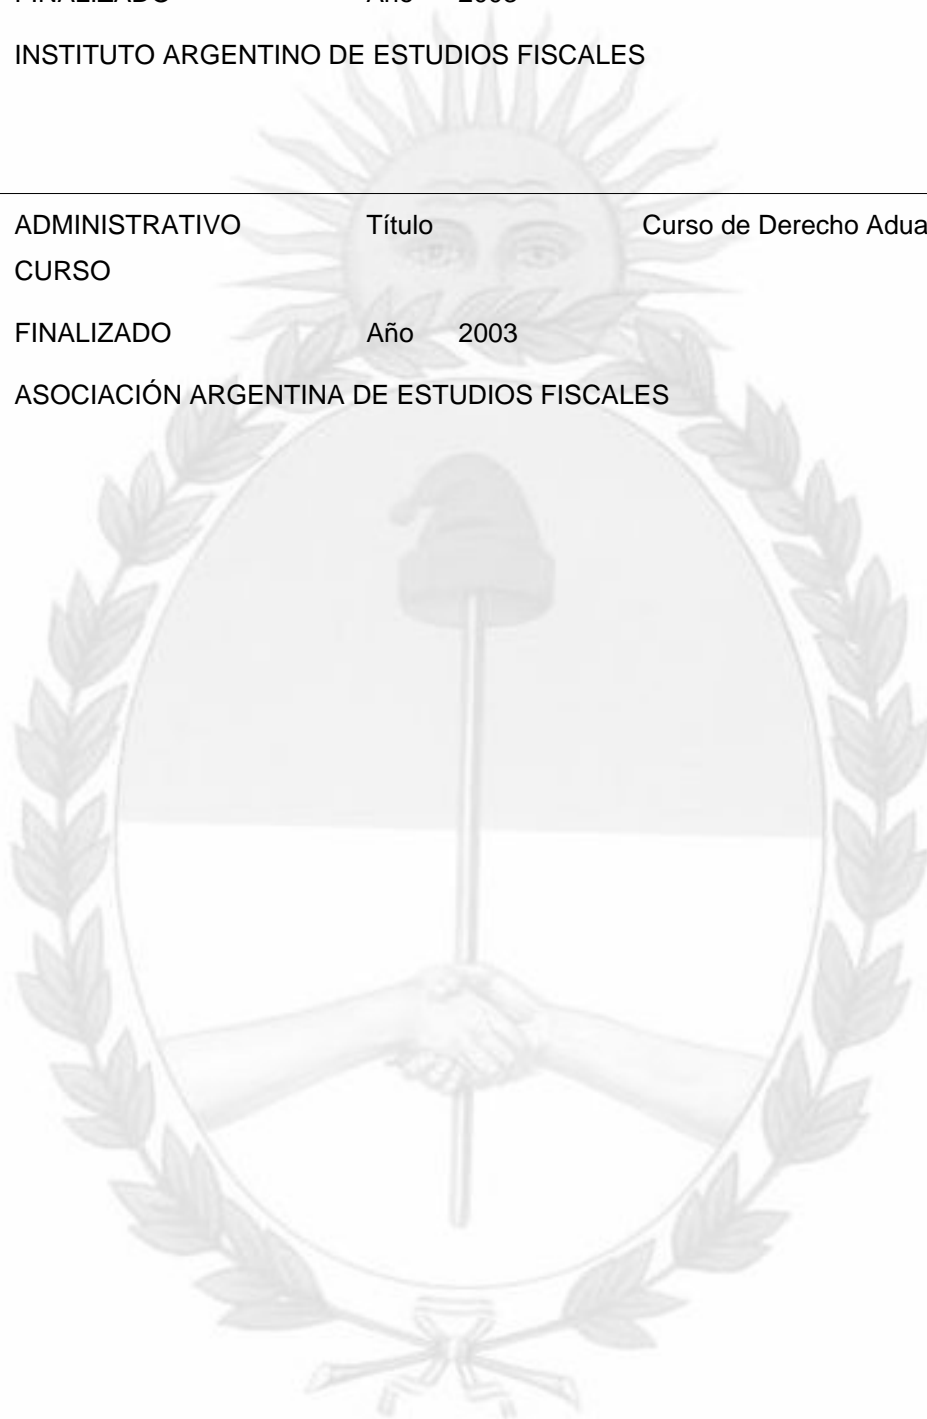 INSTITUTO ARGENTINO DE ESTUDIOS FISCALES
ADMINISTRATIVO Título Curso de Derecho Adua
CURSO
FINALIZADO Año 2003
ASOCIACIÓN ARGENTINA DE ESTUDIOS FISCALES